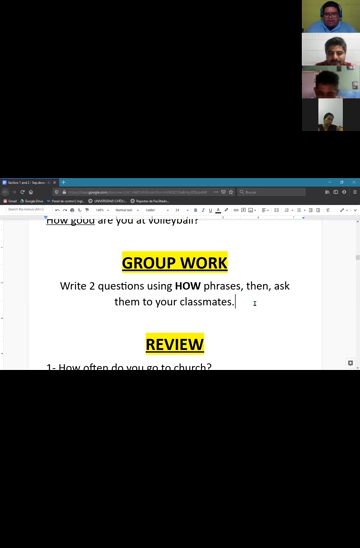 How good are you at volleyball?
GROUP WORK
Write 2 questions using HOW phrases, then, ask
them to your classmates.
REVIEW
1- How often do you go to church?